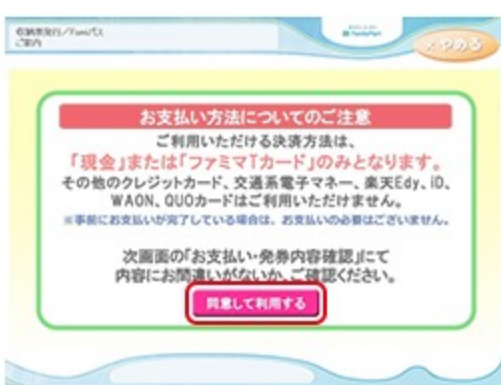 収納票発行/Famiパス
ご案内
FamilyMart
×やめる
お支払い方法についてのご注意
ご利用いただける決済方法は、
「現金」または「ファミマTカード」のみとなります。
その他のクレジットカード、交通系電子マネー、楽天Edy、iD、
WAON、QUOカードはご利用いただけません。
※事前にお支払いが完了している場合は、お支払いの必要はございません。
次画面の「お支払い・発券内容確認」にて
内容にお間違いがないか、ご確認ください。
同意して利用する